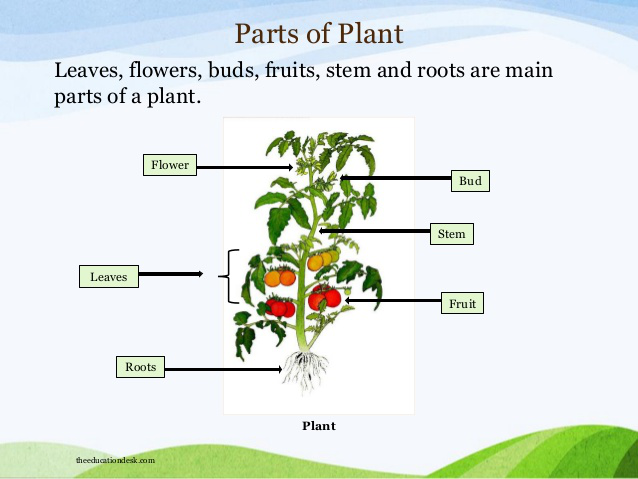 Parts of Plant
Leaves, flowers, buds, fruits, stem and roots are main
parts of a plant.
Flower
Bud
Stem
Leaves
Fruit
Roots
Plant
theeducationdesk.com